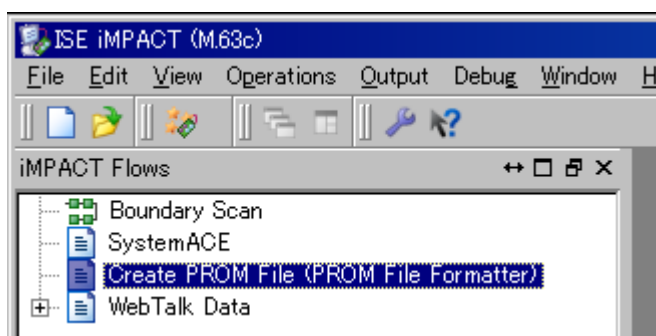 ISE iMPACT (M.63c)
File Edit View Operations Output Debug Window H
iMPACT Flows
Boundary Scan
SystemACE
Create PROM File (PROM File Formatter)
WebTalk Data